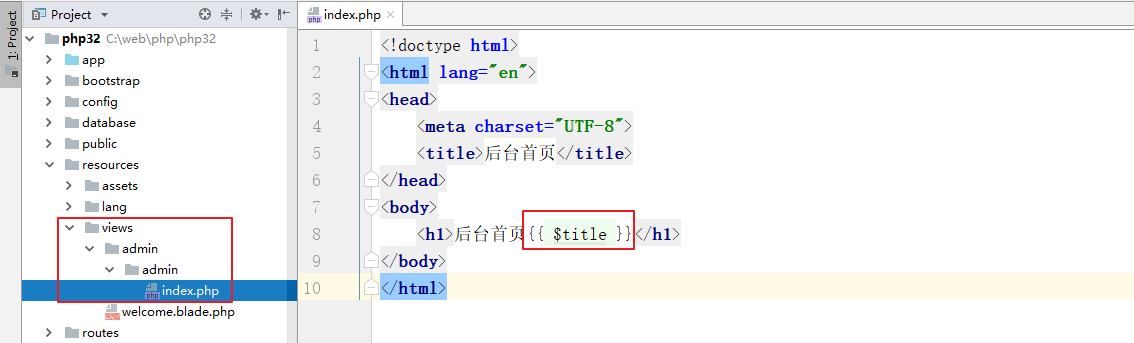 1: Project
Project
php32 C:\web\php\php32
app
bootstrap
config
database
public
resources
assets
lang
views
admin
admin
index.php
welcome.blade.php
routes
index.php
1 <!doctype html>
2 <html lang="en">
3 <head>
4 <meta charset="UTF-8">
5 <title>后台首页</title>
6 </head>
7 <body>
8 <h1>后台首页{{ $title }}</h1>
9 </body>
10 </html>